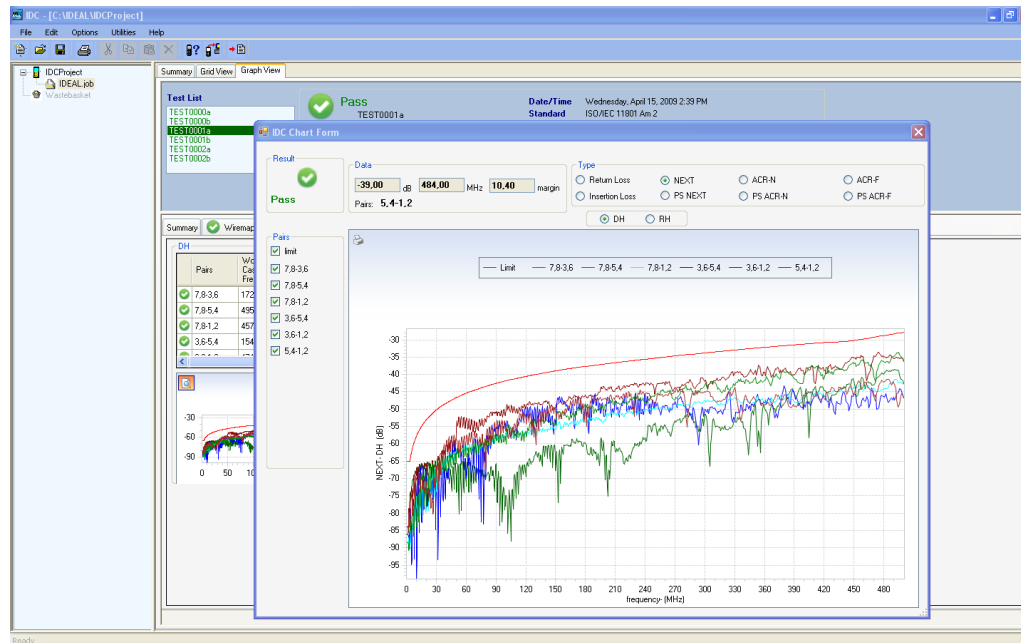 IDC - [C:\IDEAL\IDCProject]
File Edit Options Utilities Help
IDCProject
IDEAL.job
Wastebasket
Summary Grid View Graph View
Test List
TEST0000a
TEST0000b
TEST0001a
TEST0001b
TEST0002a
TEST0002b
Pass
TEST0001a
Date/Time Wednesday, April 15, 2009 2:39 PM
Standard ISO/IEC 11801 Am 2
Summary Wiremap
DH
Pairs
7,8-3,6 172
7,8-5,4 495
7,8-1,2 457
3,6-5,4 154
-30
-60
-90
0 50 10
IDC Chart Form
Result
Pass
Data
-39,00 dB 484,00 MHz 10,40 margin
Pairs: 5,4-1,2
Type
Return Loss NEXT ACR-N ACR-F
Insertion Loss PS NEXT PS ACR-N PS ACR-F
DH RH
Pairs
limit
7,8-3,6
7,8-5,4
7,8-1,2
3,6-5,4
3,6-1,2
5,4-1,2
Limit 7,8-3,6 7,8-5,4 7,8-1,2 3,6-5,4 3,6-1,2 5,4-1,2
NEXT - DH (dB)
-30
-35
-40
-45
-50
-55
-60
-65
-70
-75
-80
-85
-90
-95
0 30 60 90 120 150 180 210 240 270 300 330 360 390 420 450 480
frequency- (MHz)
Ready